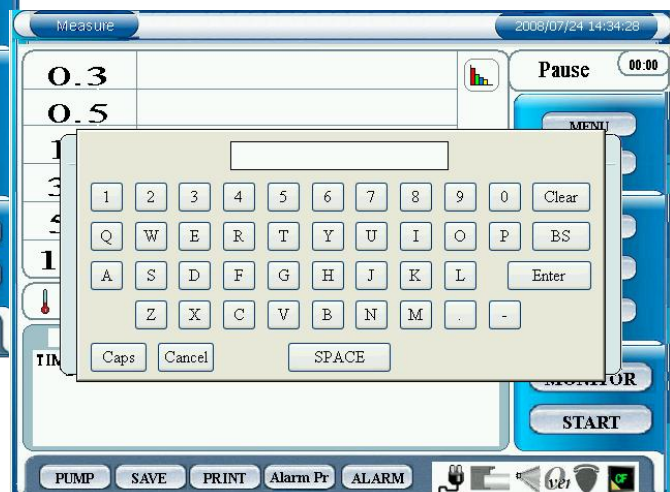 Measure 2008/07/24 14:34:28
0.3 Pause 00:00
0.5
MENU
1 2 3 4 5 6 7 8 9 0 Clear
Q W E R T Y U I O P BS
A S D F G H J K L Enter
Z X C V B N M . -
Caps Cancel SPACE
MONITOR
START
PUMP SAVE PRINT Alarm Pr ALARM
CF